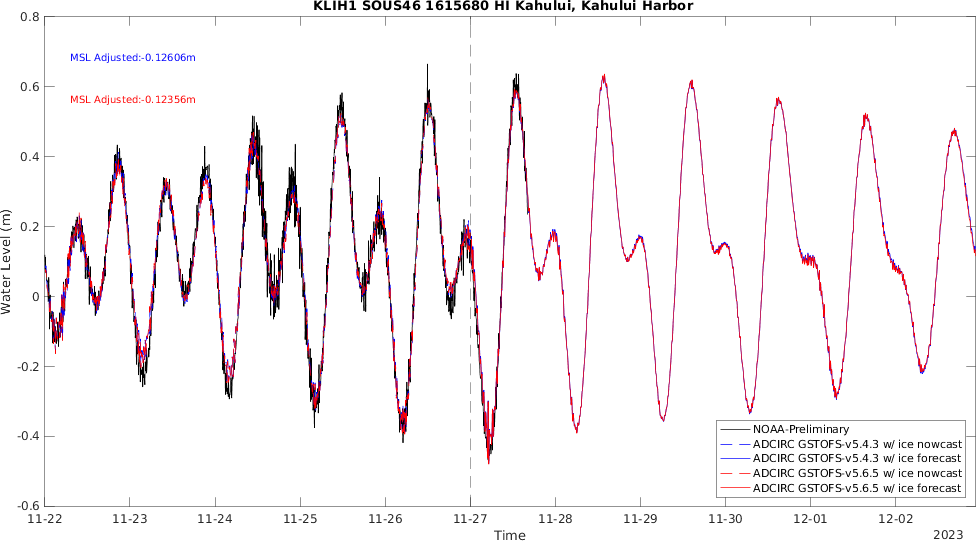 KLIH1 SOUS46 1615680 HI Kahului, Kahului Harbor
0.8
0.6
0.4
0.2
0
-0.2
-0.4
-0.6
Water Level (m)
MSL Adjusted:-0.12606m
MSL Adjusted:-0.12356m
NOAA-Preliminary
ADCIRC GSTOFS-v5.4.3 w/ ice nowcast
ADCIRC GSTOFS-v5.4.3 w/ ice forecast
ADCIRC GSTOFS-v5.6.5 w/ ice nowcast
ADCIRC GSTOFS-v5.6.5 w/ ice forecast
11-22 11-23 11-24 11-25 11-26 11-27 11-28 11-29 11-30 12-01 12-02
Time
2023